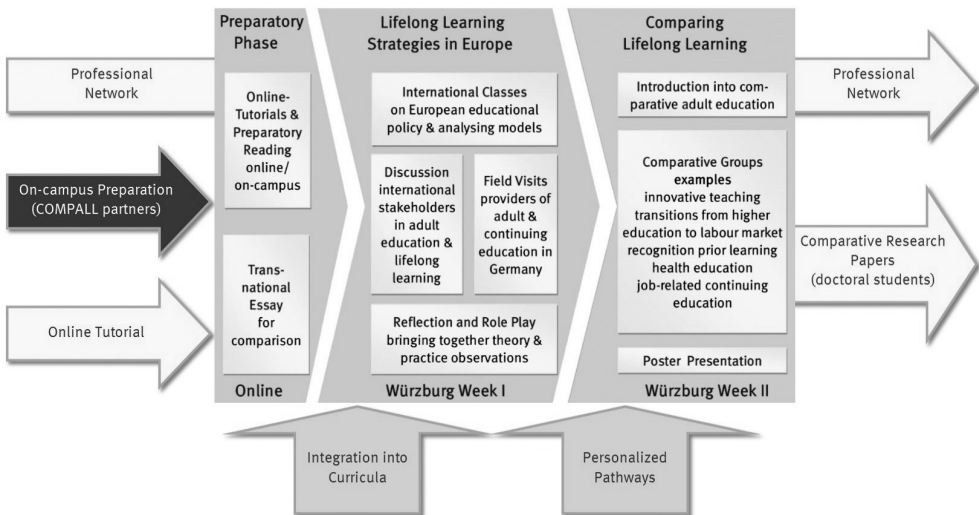 Professional
Network
On-campus Preparation
(COMPALL partners)
Online Tutorial
Preparatory
Phase
Online-
Tutorials &
Preparatory
Reading
online/
on-campus
Trans-
national
Essay
for
comparison
Online
Lifelong Learning
Strategies in Europe
International Classes
on European educational
policy & analysing models
Discussion
international
stakeholders
in adult
education &
lifelong
learning
Field Visits
providers of
adult &
continuing
education in
Germany
Reflection and Role Play
bringing together theory &
practice observations
Würzburg Week I
Comparing
Lifelong Learning
Introduction into com-
parative adult education
Comparative Groups
examples
innovative teaching
transitions from higher
education to labour market
recognition prior learning
health education
job-related continuing
education
Poster Presentation
Würzburg Week II
Professional
Network
Comparative Research
Papers
(doctoral students)
Integration into
Curricula
Personalized
Pathways